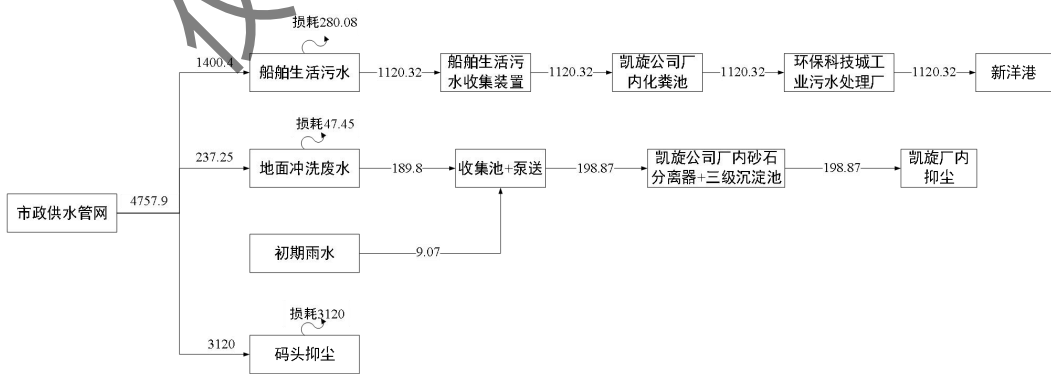 损耗280.08
1400.4
船舶生活污水
1120.32
船舶生活污
水收集装置
1120.32
凯旋公司厂
内化粪池
1120.32
环保科技城工
业污水处理厂
1120.32
新洋港
损耗47.45
237.25
地面冲洗废水
189.8
收集池+泵送
198.87
凯旋公司厂内砂石
分离器+三级沉淀池
198.87
凯旋厂内
抑尘
市政供水管网
4757.9
初期雨水
9.07
损耗3120
3120
码头抑尘